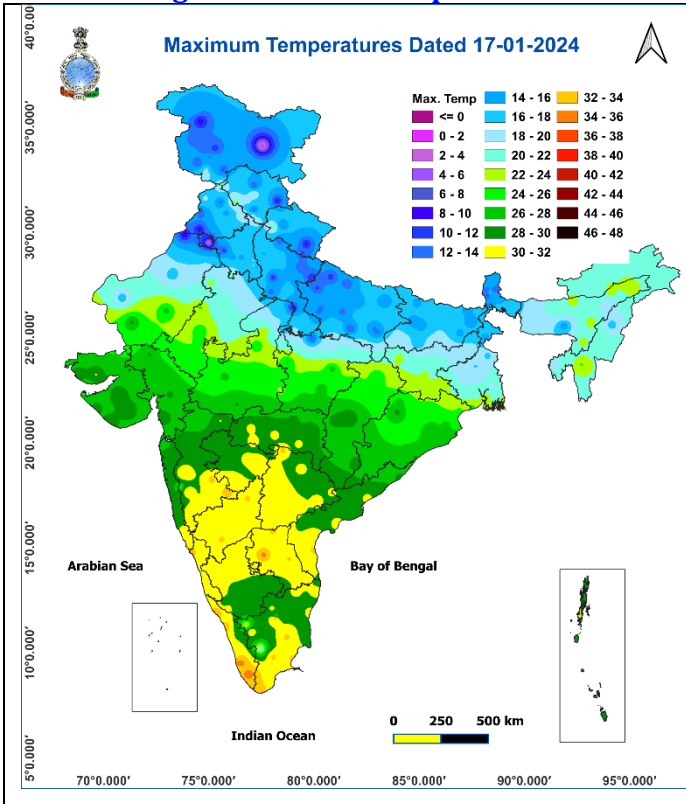 Maximum Temperatures Dated 17-01-2024
Max. Temp
<= 0
0 - 2
2 - 4
4 - 6
6 - 8
8 - 10
10 - 12
12 - 14
14 - 16
16 - 18
18 - 20
20 - 22
22 - 24
24 - 26
26 - 28
28 - 30
30 - 32
32 - 34
34 - 36
36 - 38
38 - 40
40 - 42
42 - 44
44 - 46
46 - 48
40°0.000'
35°0.000'
30°0.000'
25°0.000'
20°0.000'
15°0.000'
10°0.000'
5°0.000'
Arabian Sea
Bay of Bengal
Indian Ocean
0 250 500 km
70°0.000' 75°0.000' 80°0.000' 85°0.000' 90°0.000' 95°0.000'